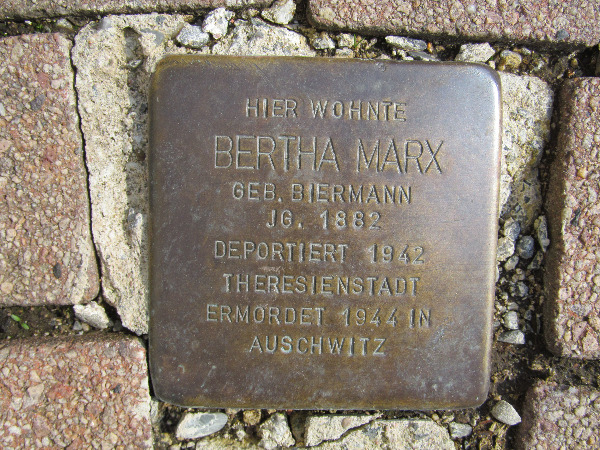 HIER WOHNTE
BERTHA MARX
GEB. BIERMANN
JG. 1882
DEPORTIERT 1942
THERESIENSTADT
ERMORDET 1944 IN
AUSCHWITZ